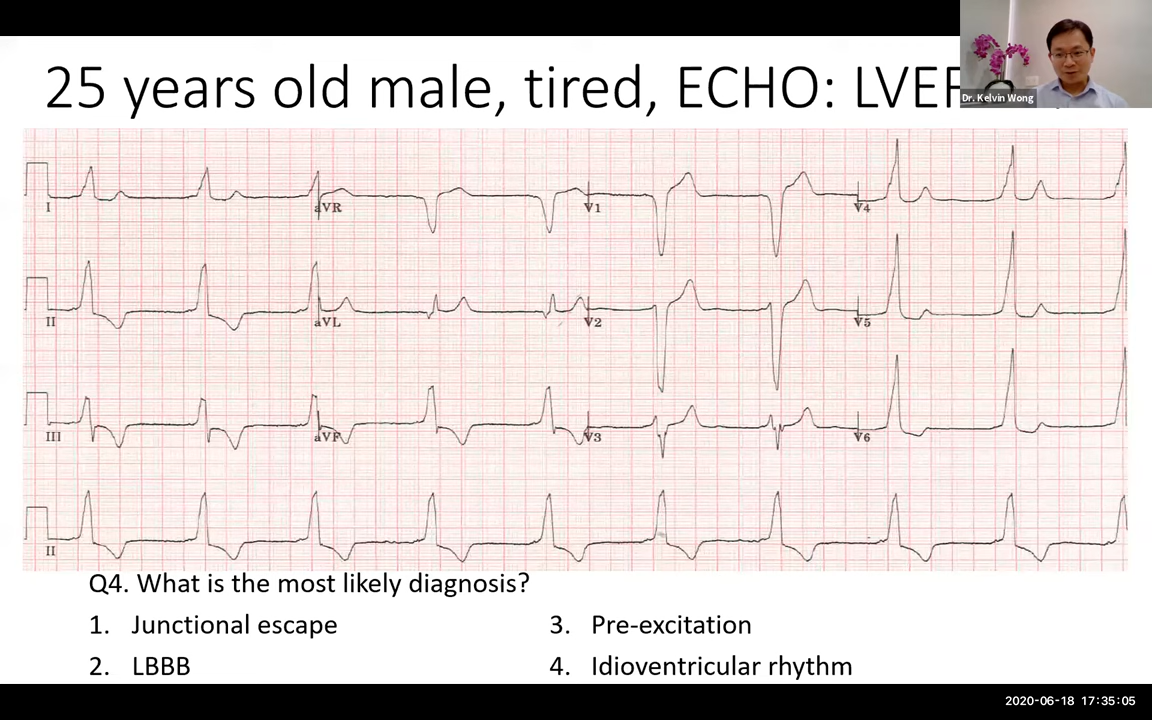 25 years old male, tired, ECHO: LVEF
Dr. Kelvin Wong
I aVR V1 V4
II aVL V2 V5
III aVF V3 V6
II
Q4. What is the most likely diagnosis?
1. Junctional escape
3. Pre-excitation
2. LBBB
4. Idioventricular rhythm
2020-06-18 17:35:05